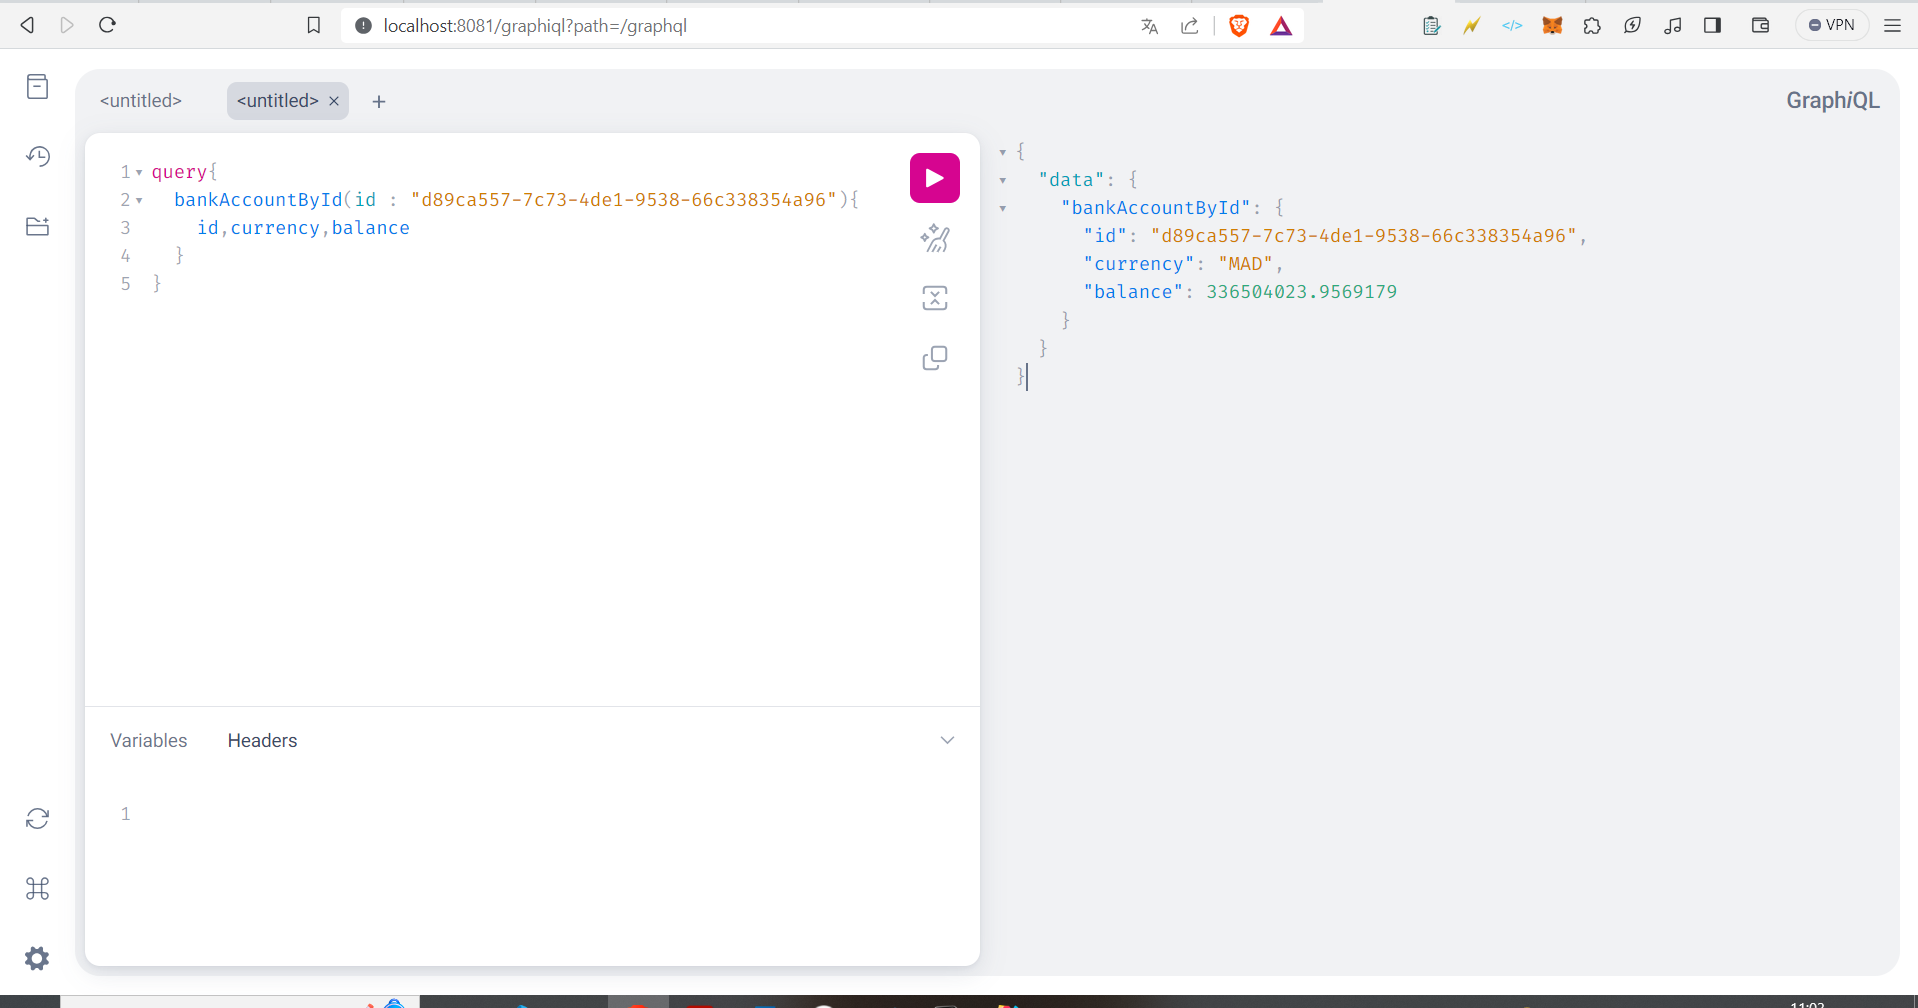 localhost:8081/graphiql?path=/graphql
VPN
<untitled>
<untitled> × +
GraphiQL
1 query{
2 bankAccountById(id : "d89ca557-7c73-4de1-9538-66c338354a96"){
3 id,currency,balance
4 }
5 }
{
"data": {
"bankAccountById": {
"id": "d89ca557-7c73-4de1-9538-66c338354a96",
"currency": "MAD",
"balance": 336504023.9569179
}
}
}
Variables Headers
1